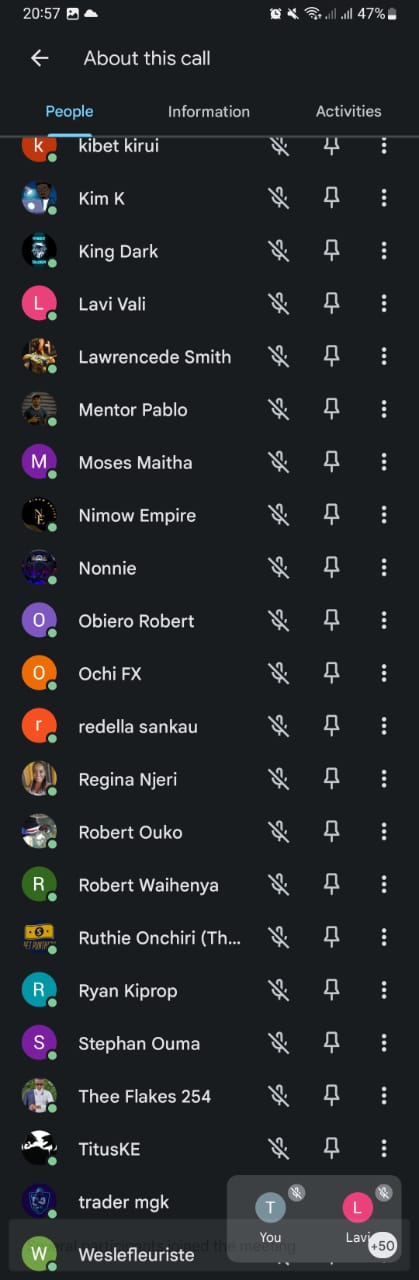 20:57 47%
About this call
People Information Activities
k kibet kirui
Kim K
King Dark
L Lavi Vali
Lawrencede Smith
Mentor Pablo
M Moses Maitha
Nimow Empire
Nonnie
O Obiero Robert
O Ochi FX
r redella sankau
Regina Njeri
Robert Ouko
R Robert Waihenya
Ruthie Onchiri (Th...
R Ryan Kiprop
S Stephan Ouma
Thee Flakes 254
TitusKE
trader mgk
T L
You Lavi
+50
participants joined the meeting
W Weslefleuriste